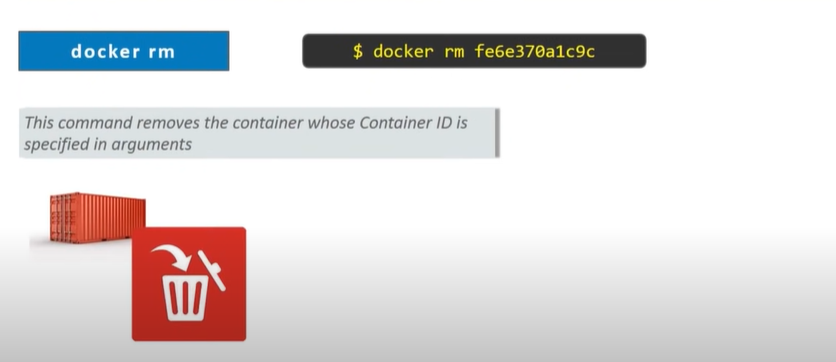 docker rm
$ docker rm fe6e370a1c9c
This command removes the container whose Container ID is
specified in arguments